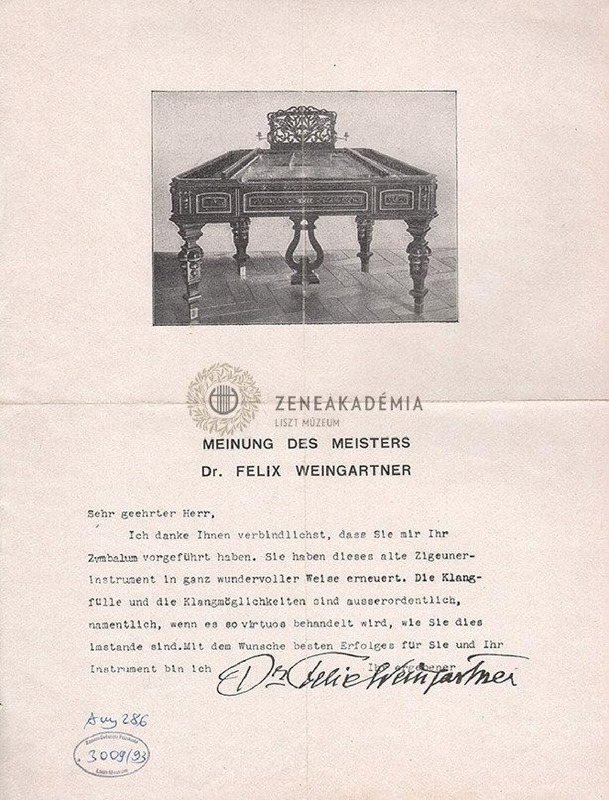 ZENEAKADÉMIA
LISZT MÚZEUM
MEINUNG DES MEISTERS
Dr. FELIX WEINGARTNER
Sehr geehrter Herr,
Ich danke Ihnen verbindlichst, dass Sie mir Ihr
Zymbalum vorgeführt haben. Sie haben dieses alte Zigeuner-
instrument in ganz wundervoller Weise erneuert. Die Klang-
fülle und die Klangmöglichkeiten sind ausserordentlich,
namentlich, wenn es so virtuos behandelt wird, wie Sie dies
imstande sind.Mit dem Wunsche besten Erfolges für Sie und Ihr
Instrument bin ich Ihr ergebener
Dr. Felix Weingartner
286
3009/93